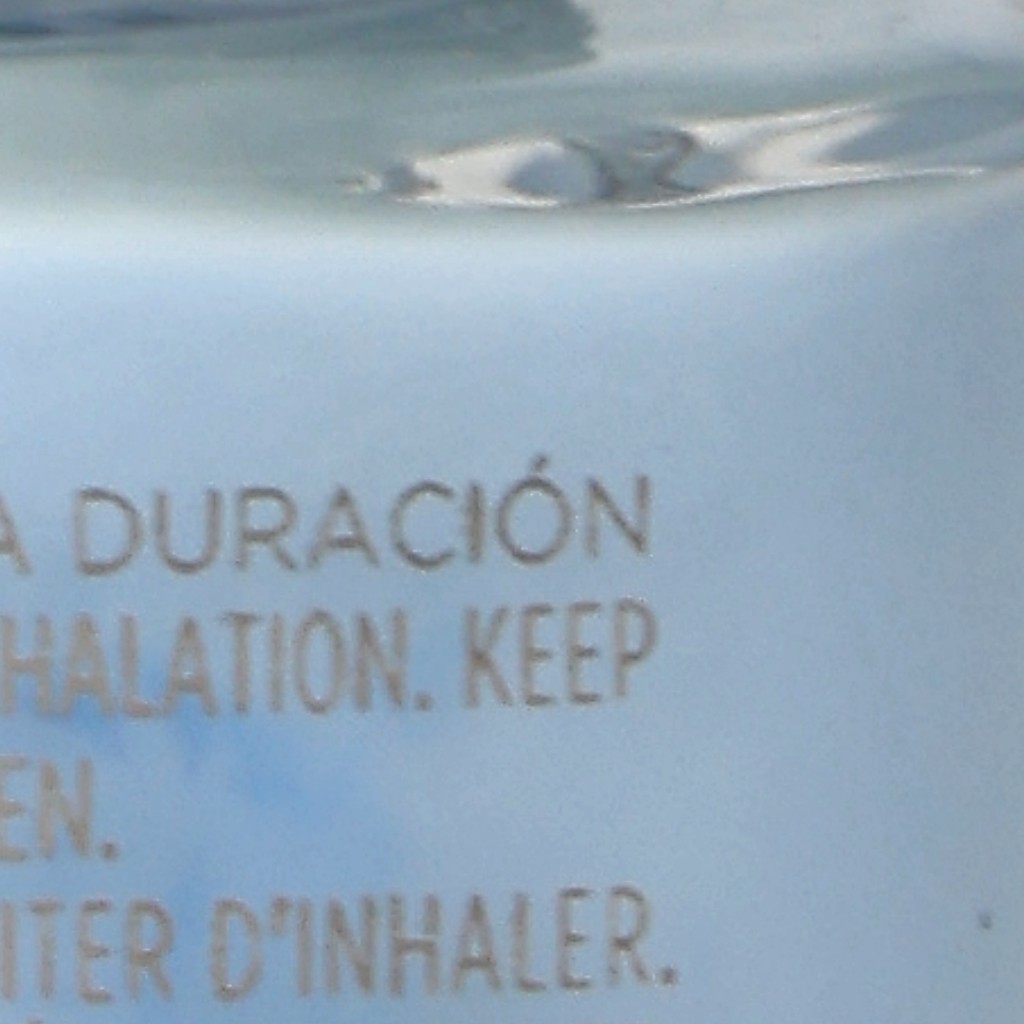 A DURACIÓN
HALATION. KEEP
EN.
ITER D'INHALER.